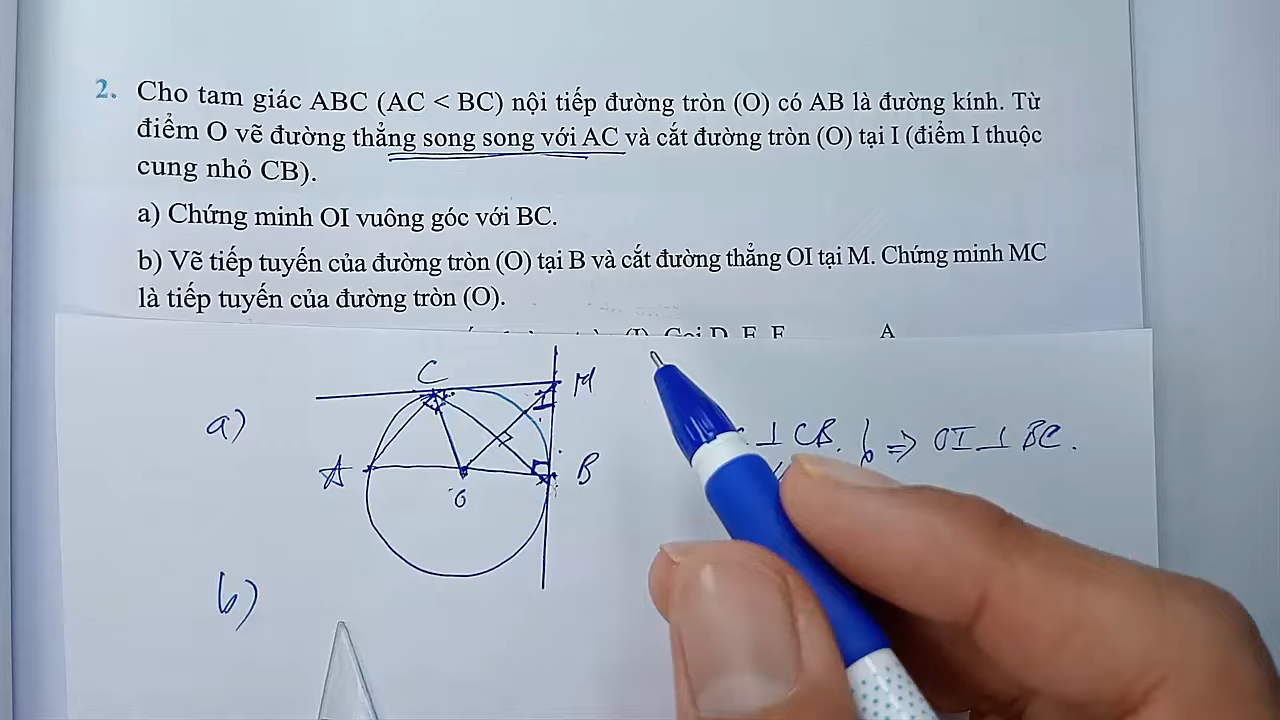 2. Cho tam giác ABC (AC < BC) nội tiếp đường tròn (O) có AB là đường kính. Từ
điểm O vẽ đường thẳng song song với AC và cắt đường tròn (O) tại I (điểm I thuộc
cung nhỏ CB).
a) Chứng minh OI vuông góc với BC.
b) Vẽ tiếp tuyến của đường tròn (O) tại B và cắt đường thẳng OI tại M. Chứng minh MC
là tiếp tuyến của đường tròn (O).
(I) Gọi D, E, F
A
C
M
I
a)
⊥ CB.
=> OI ⊥ BC.
A
B
O
b)